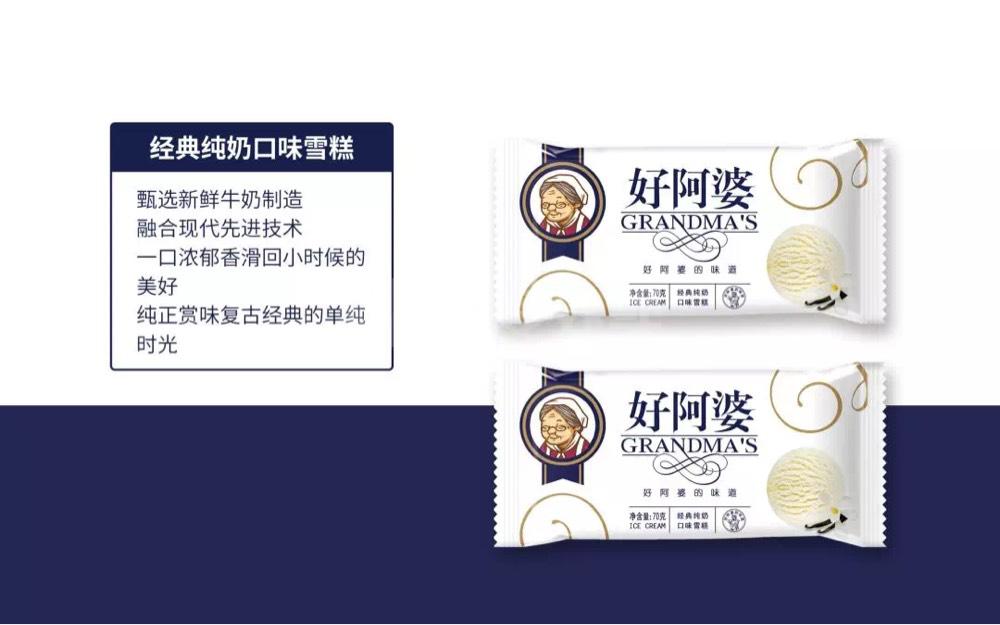 经典纯奶口味雪糕
甄选新鲜牛奶制造
融合现代先进技术
一口浓郁香滑回小时候的
美好
纯正赏味复古经典的单纯
时光
好阿婆
GRANDMA'S
好阿婆的味道
净含量:70克
ICE CREAM
经典纯奶
口味雪糕
好阿婆
GRANDMA'S
好阿婆的味道
净含量:70克
ICE CREAM
经典纯奶
口味雪糕